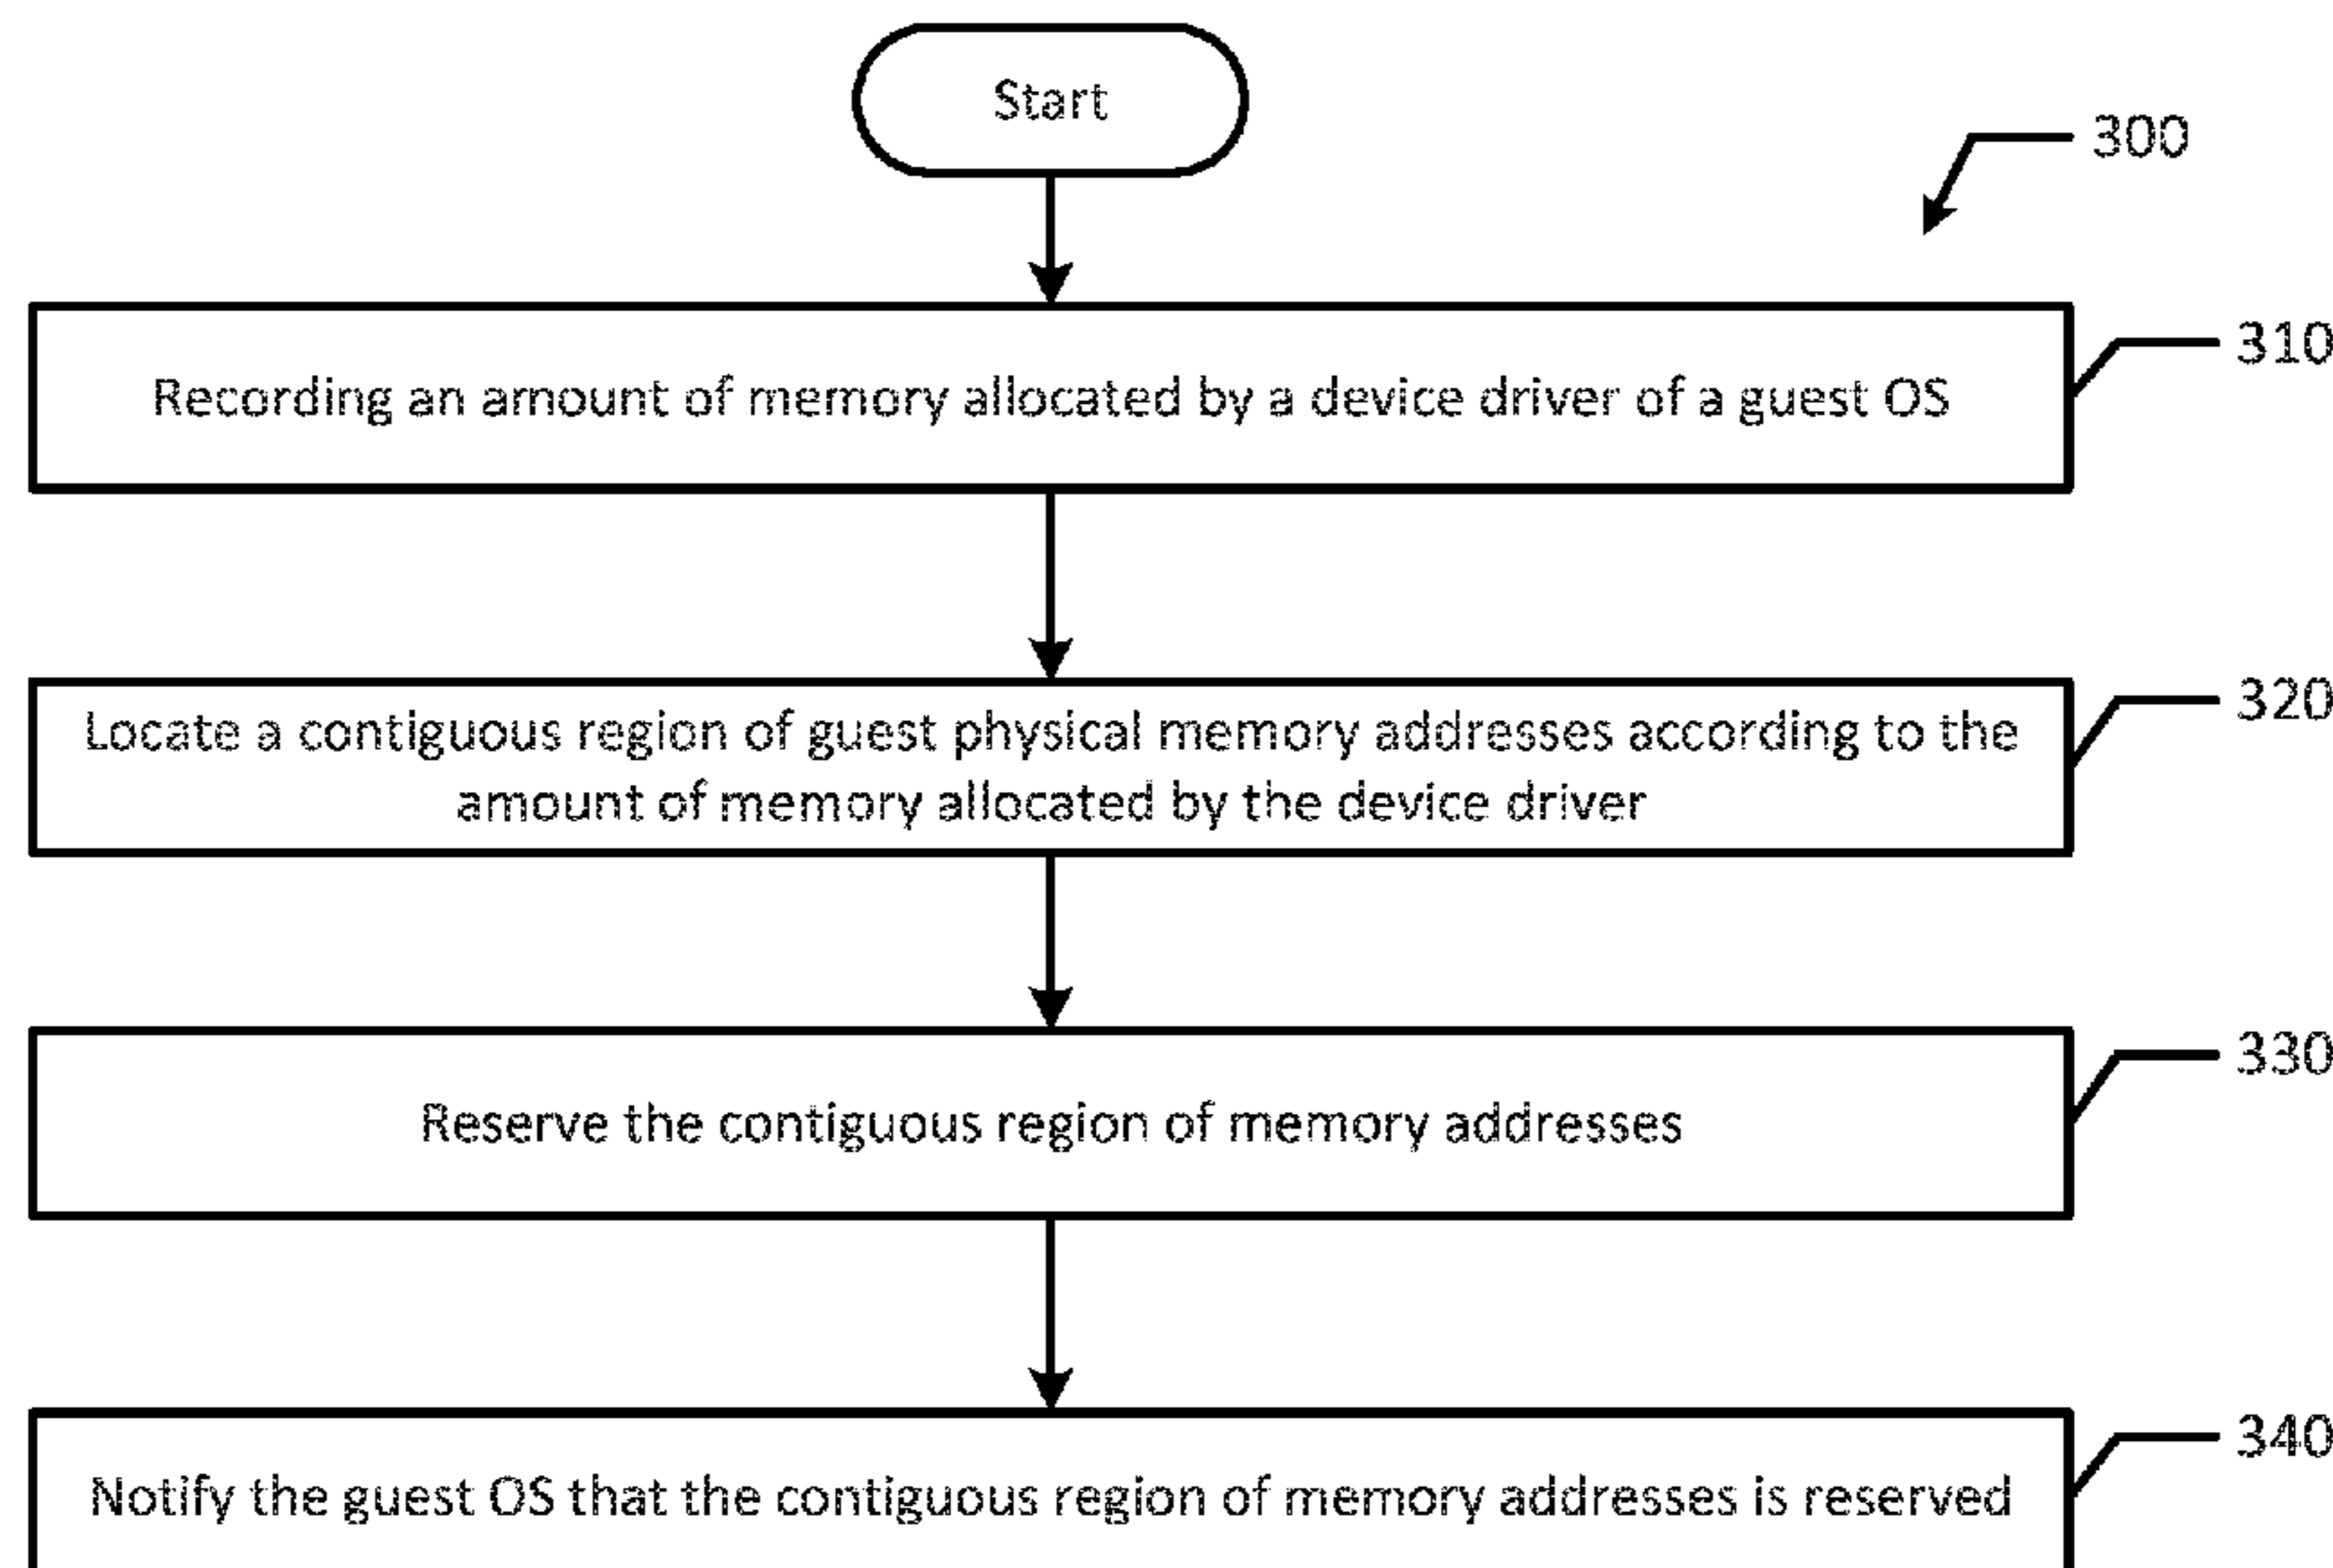 Start
300
Recording an amount of memory allocated by a device driver of a guest OS
310
Locate a contiguous region of guest physical memory addresses according to the
amount of memory allocated by the device driver
320
Reserve the contiguous region of memory addresses
330
Notify the guest OS that the contiguous region of memory addresses is reserved
340